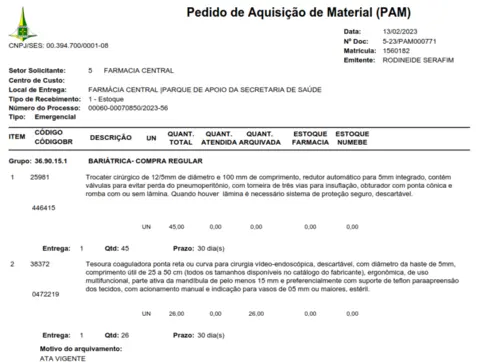 Pedido de Aquisição de Material (PAM)
CNPJ/SES: 00.394.700/0001-08
Data: 13/02/2023
Nº Doc: 5-23/PAM000771
Matrícula: 1560182
Emitente: RODINEIDE SERAFIM
Setor Solicitante: 5 FARMACIA CENTRAL
Centro de Custo:
Local de Entrega: FARMÁCIA CENTRAL |PARQUE DE APOIO DA SECRETARIA DE SAÚDE
Tipo de Recebimento: 1 - Estoque
Número do Processo: 00060-00070850/2023-56
Tipo: Emergencial
ITEM CÓDIGO CÓDIGOBR DESCRIÇÃO UN QUANT. TOTAL QUANT. ATENDIDA QUANT. ARQUIVADA ESTOQUE FARMACIA ESTOQUE NUMEBE
Grupo: 36.90.15.1 BARIÁTRICA- COMPRA REGULAR
1 25981 Trocater cirúrgico de 12/5mm de diâmetro e 100 mm de comprimento, redutor automático para 5mm integrado, contém
válvulas para evitar perda do pneumoperitônio, com torneira de três vias para insuflação, obturador com ponta cônica e
romba com ou sem lâmina. Quando houver lâmina é necessário sistema de proteção seguro, descartável.
446415
UN 45,00 0,00 0,00 0,00 0,00
Entrega: 1 Qtd: 45 Prazo: 30 dia(s)
2 38372 Tesoura coaguladora ponta reta ou curva para cirurgia vídeo-endoscópica, descartável, com diâmetro da haste de 5mm,
comprimento útil de 25 a 50 cm (todos os tamanhos disponíveis no catálogo do fabricante), ergonômica, de uso
0472219 multifuncional, parte ativa da mandíbula de pelo menos 15 mm e preferencialmente com suporte de teflon paraapreensão
dos tecidos, com acionamento manual e indicação para vasos de 05 mm ou maiores, estéril.
UN 26,00 0,00 26,00 0,00 0,00
Entrega: 1 Qtd: 26 Prazo: 30 dia(s)
Motivo do arquivamento:
ATA VIGENTE